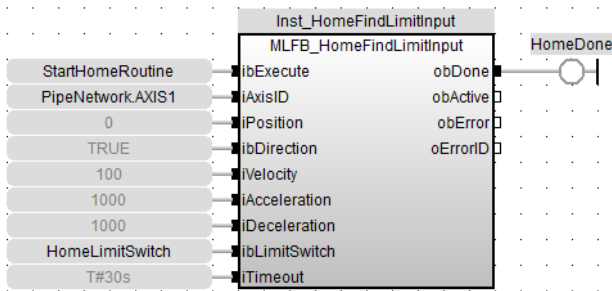 Inst_HomeFindLimitInput
MLFB_HomeFindLimitInput HomeDone
StartHomeRoutine ibExecute obDone
PipeNetwork.AXIS1 iAxisID obActive
0 iPosition obError
TRUE ibDirection oErrorID
100 iVelocity
1000 iAcceleration
1000 iDeceleration
HomeLimitSwitch ibLimitSwitch
T#30s iTimeout